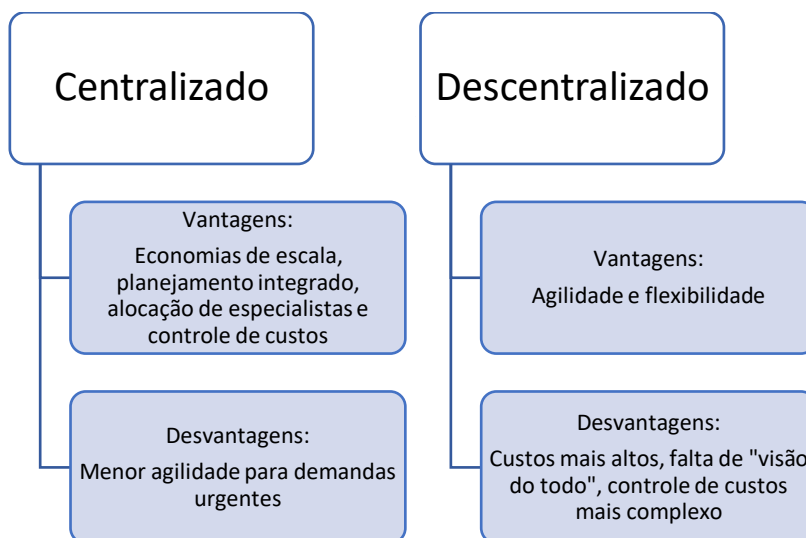 Centralizado
Vantagens:
Economias de escala,
planejamento integrado,
alocação de especialistas e
controle de custos
Desvantagens:
Menor agilidade para demandas
urgentes
Descentralizado
Vantagens:
Agilidade e flexibilidade
Desvantagens:
Custos mais altos, falta de "visão
do todo", controle de custos
mais complexo